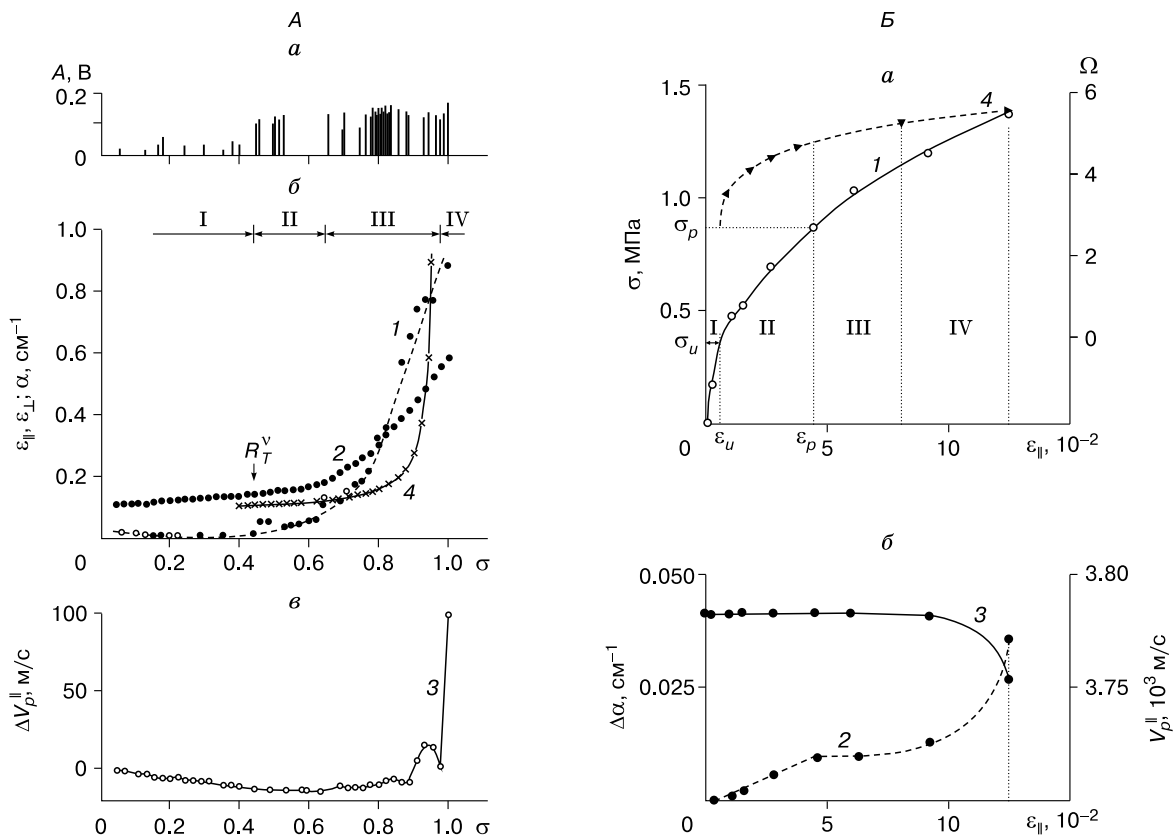 А
а
A, В
0.2
0
б
I II III IV
1.0
0.8
0.6
0.4
0.2
0
ε∥, ε⊥; α, см⁻¹
R_T^ν
1
2
4
0.2 0.4 0.6 0.8 1.0 σ
в
100
50
0
ΔV_p^∥, м/с
3
0 0.2 0.4 0.6 0.8 1.0 σ
Б
а
Ω
1.5
1.0
0.5
0
σ_p
σ_u
σ, МПа
6
4
2
0
4
1
I II III IV
ε_u ε_p 5 10 ε∥, 10⁻²
б
0.050
0.025
0
Δα, см⁻¹
3.80
3.75
V_p^∥, 10³ м/с
3
2
5 10 ε∥, 10⁻²